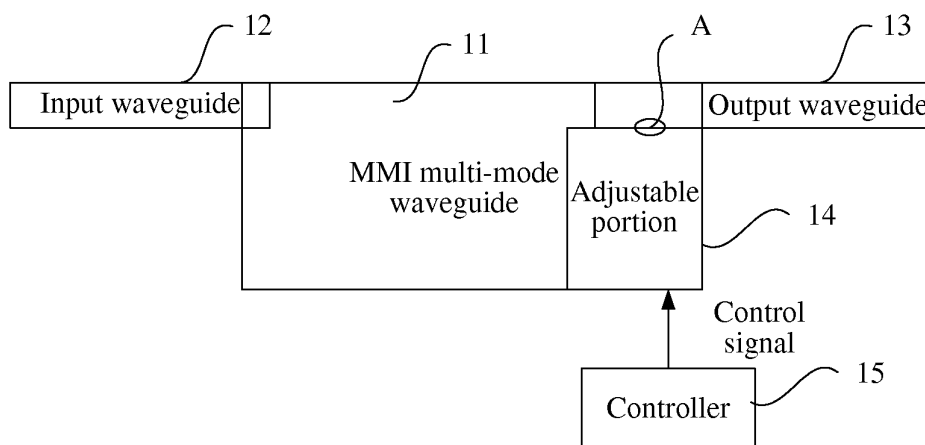 12
11
A
13
Input waveguide
Output waveguide
MMI multi-mode
waveguide
Adjustable
portion
14
Control
signal
15
Controller